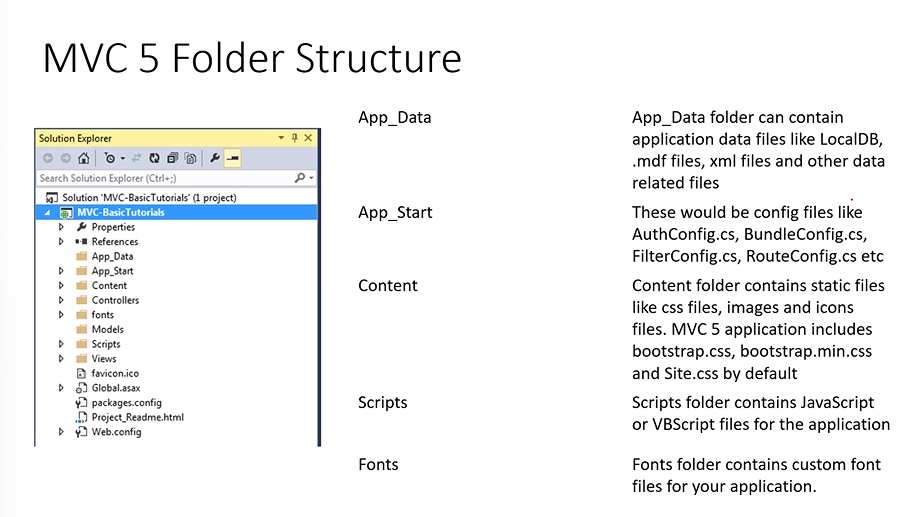 MVC 5 Folder Structure
Solution Explorer
Search Solution Explorer (Ctrl+;)
Solution 'MVC-BasicTutorials' (1 project)
MVC-BasicTutorials
Properties
References
App_Data
App_Start
Content
Controllers
fonts
Models
Scripts
Views
favicon.ico
Global.asax
packages.config
Project_Readme.html
Web.config
App_Data
App_Data folder can contain
application data files like LocalDB,
.mdf files, xml files and other data
related files
App_Start
These would be config files like
AuthConfig.cs, BundleConfig.cs,
FilterConfig.cs, RouteConfig.cs etc
Content
Content folder contains static files
like css files, images and icons
files. MVC 5 application includes
bootstrap.css, bootstrap.min.css
and Site.css by default
Scripts
Scripts folder contains JavaScript
or VBScript files for the application
Fonts
Fonts folder contains custom font
files for your application.